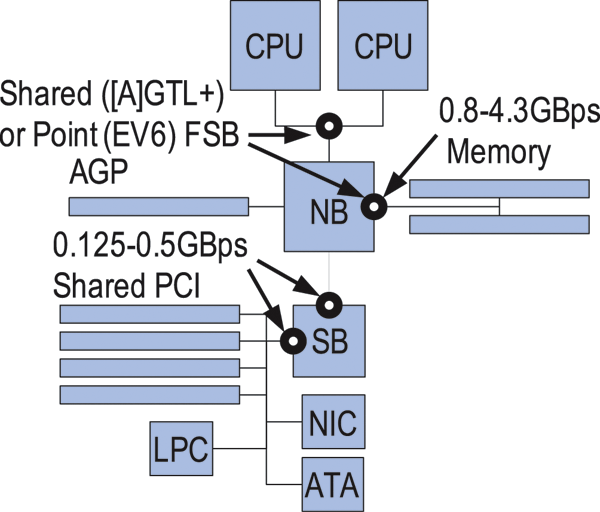 CPU
CPU
Shared ([A]GTL+)
or Point (EV6) FSB
0.8-4.3GBps
Memory
AGP
NB
0.125-0.5GBps
Shared PCI
SB
NIC
LPC
ATA